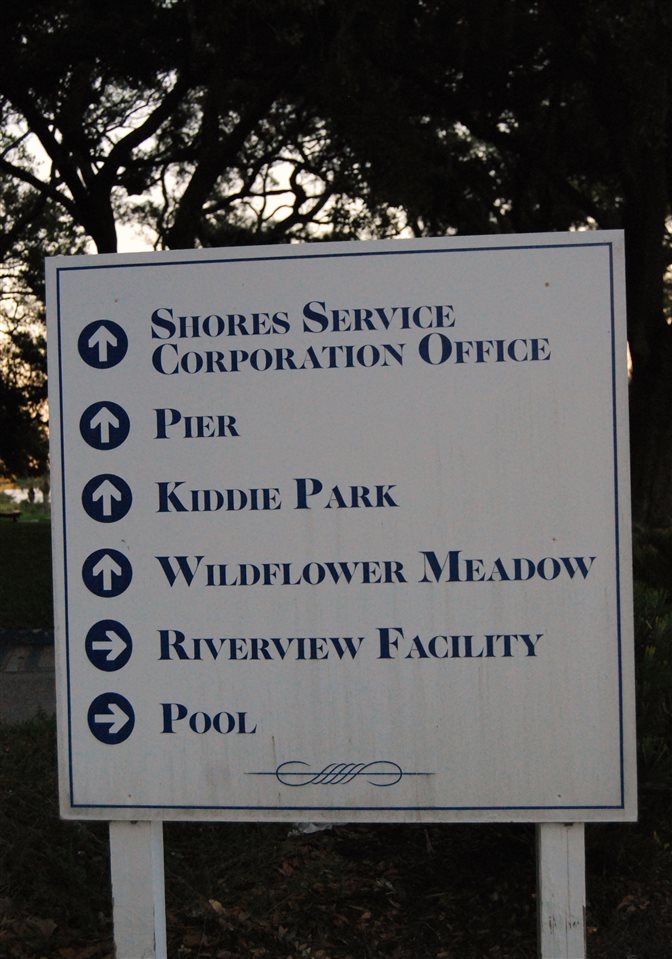 Shores Service
Corporation Office
Pier
Kiddie Park
Wildflower Meadow
Riverview Facility
Pool